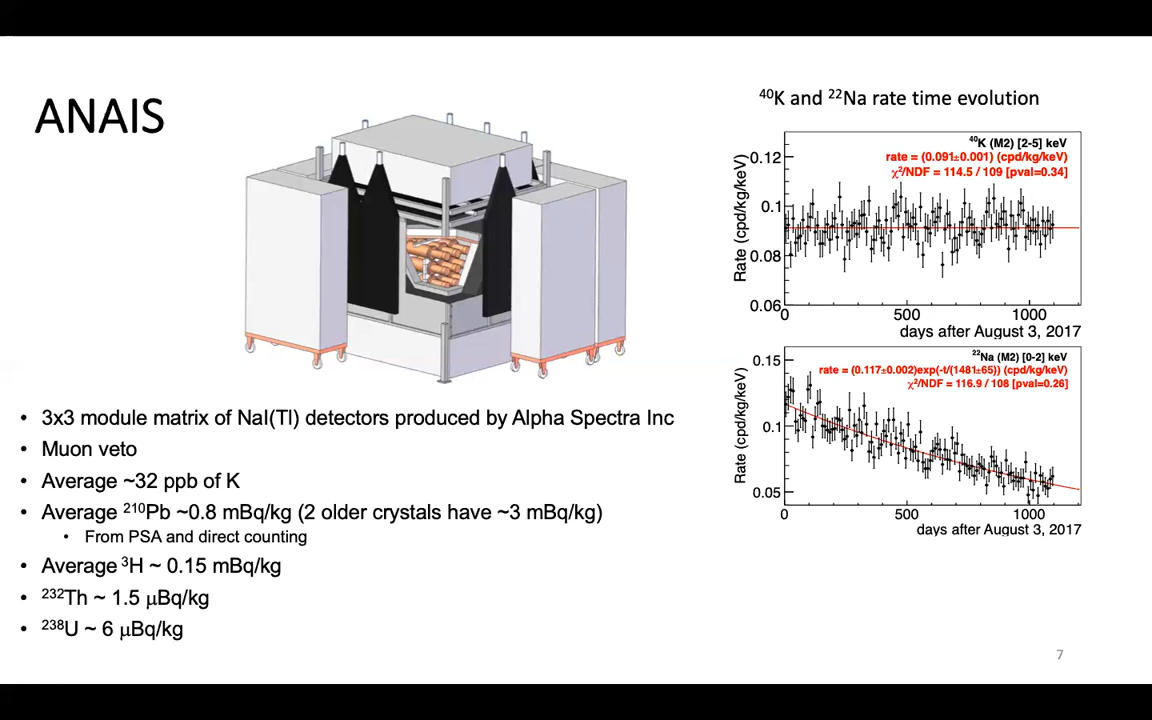 ANAIS
• 3x3 module matrix of NaI(Tl) detectors produced by Alpha Spectra Inc
• Muon veto
• Average ~32 ppb of K
• Average ²¹⁰Pb ~0.8 mBq/kg (2 older crystals have ~3 mBq/kg)
• From PSA and direct counting
• Average ³H ~ 0.15 mBq/kg
• ²³²Th ~ 1.5 μBq/kg
• ²³⁸U ~ 6 μBq/kg
⁴⁰K and ²²Na rate time evolution
⁴⁰K (M2) [2-5] keV
rate = (0.091±0.001) (cpd/kg/keV)
χ²/NDF = 114.5 / 109 [pval=0.34]
Rate (cpd/kg/keV)
0.12
0.1
0.08
0.06
0 500 1000
days after August 3, 2017
²²Na (M2) [0-2] keV
rate = (0.117±0.002)exp(-t/(1481±65)) (cpd/kg/keV)
χ²/NDF = 116.9 / 108 [pval=0.26]
Rate (cpd/kg/keV)
0.15
0.1
0.05
0 500 1000
days after August 3, 2017
7